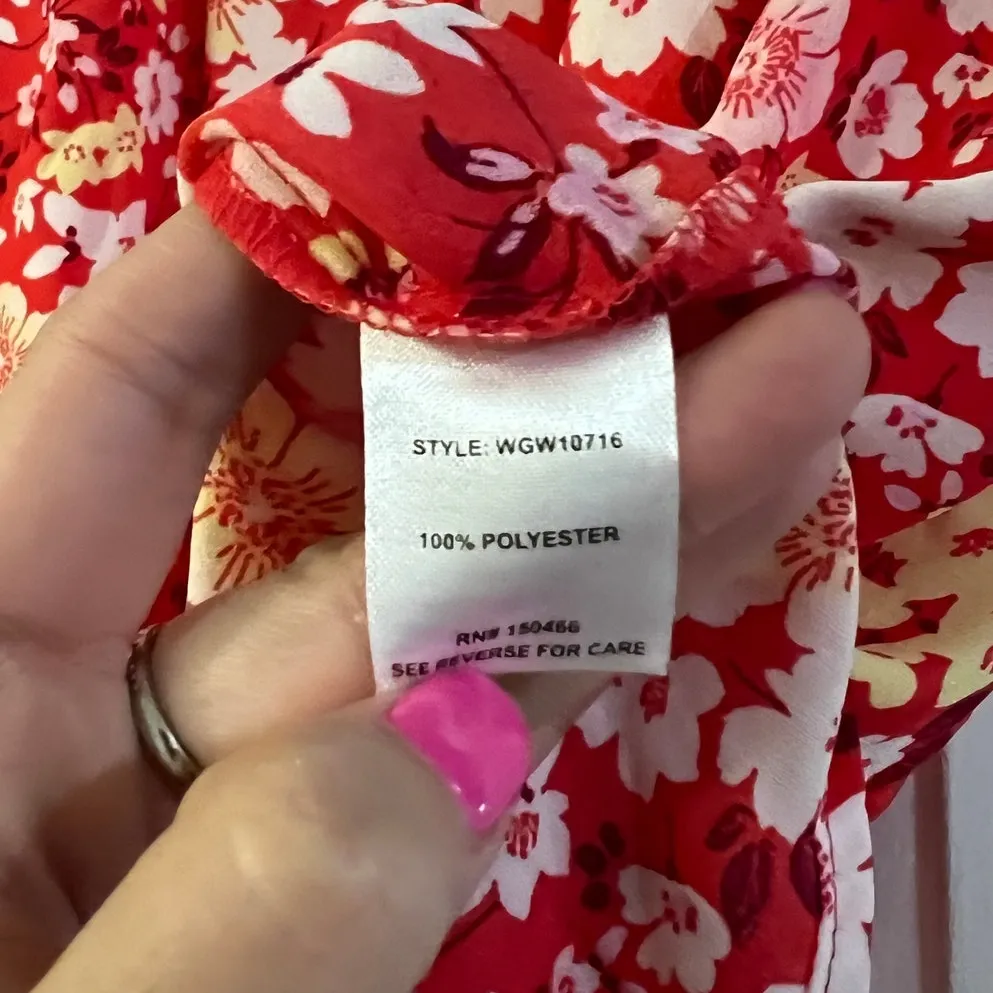 STYLE: WGW10716
100% POLYESTER
RN# 150466
SEE REVERSE FOR CARE